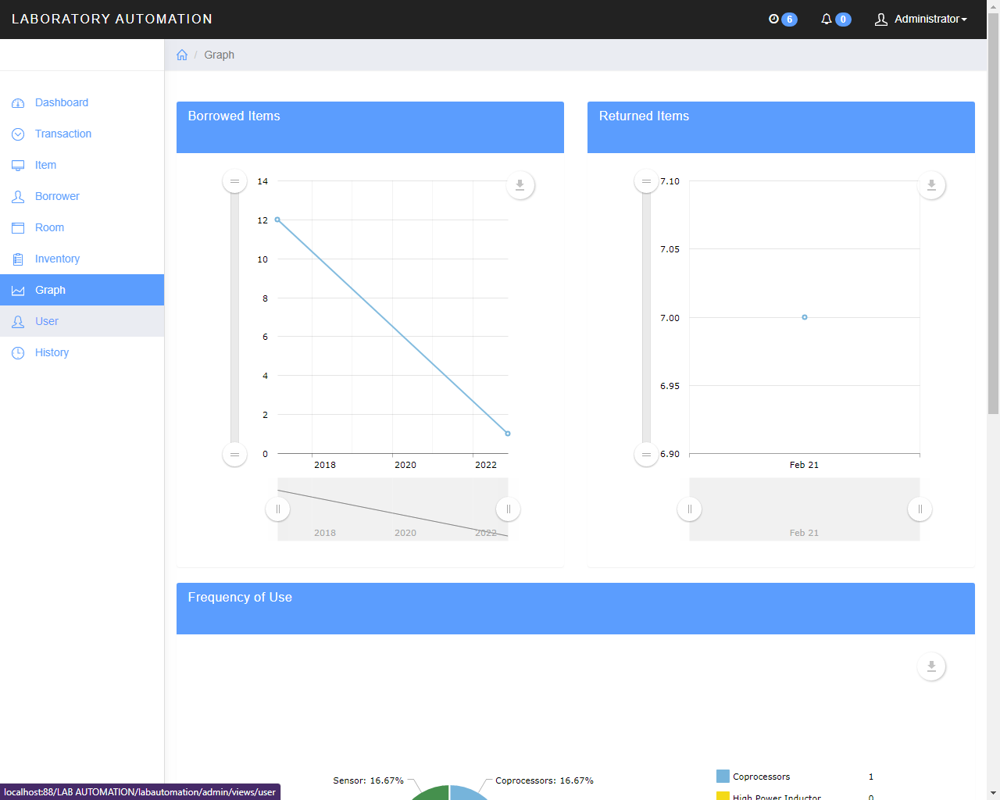 LABORATORY AUTOMATION
6
0
Administrator
/ Graph
Dashboard
Transaction
Item
Borrower
Room
Inventory
Graph
User
History
Borrowed Items
14
12
10
8
6
4
2
0
2018 2020 2022
2018 2020 2022
Returned Items
7.10
7.05
7.00
6.95
6.90
Feb 21
Feb 21
Frequency of Use
Sensor: 16.67%
Coprocessors: 16.67%
Coprocessors 1
High Power Inductor 0
localhost:88/LAB AUTOMATION/labautomation/admin/views/user